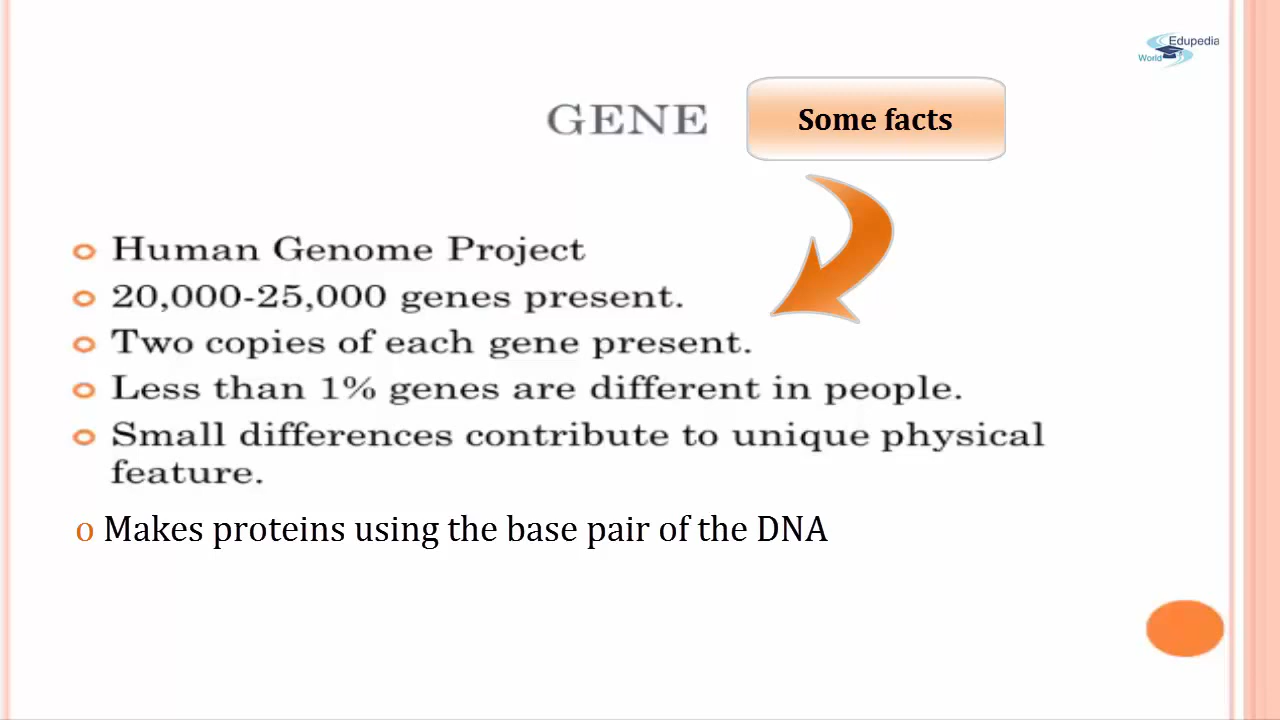 Edupedia
World
GENE
Some facts
Human Genome Project
20,000-25,000 genes present.
Two copies of each gene present.
Less than 1% genes are different in people.
Small differences contribute to unique physical
feature.
o Makes proteins using the base pair of the DNA